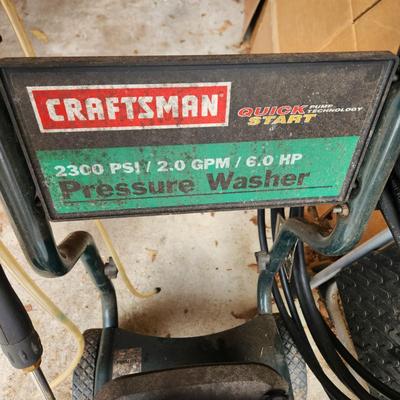 CRAFTSMAN
QUICK PUMP TECHNOLOGY
START
2300 PSI / 2.0 GPM / 6.0 HP
Pressure Washer